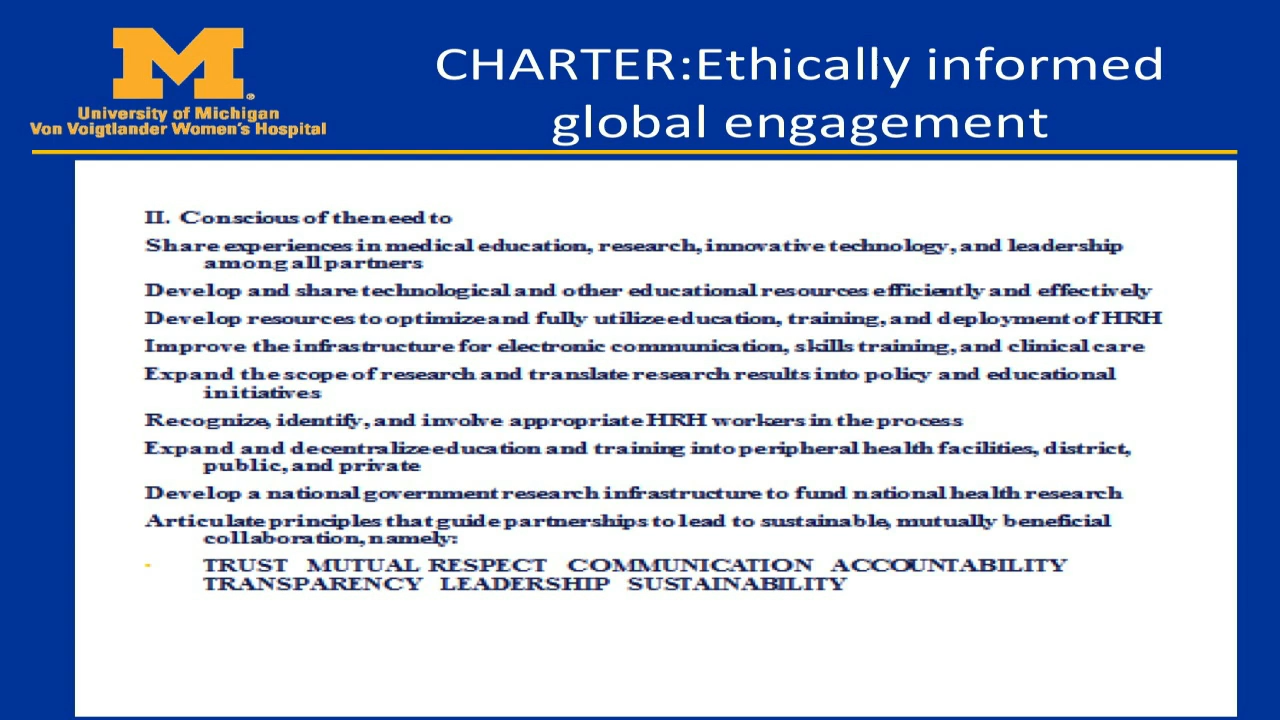 M®
University of Michigan
Von Voigtlander Women's Hospital
CHARTER:Ethically informed
global engagement
II. Conscious of the need to
Share experiences in medical education, research, innovative technology, and leadership
among all partners
Develop and share technological and other educational resources efficiently and effectively
Develop resources to optimize and fully utilize education, training, and deployment of HRH
Improve the infrastructure for electronic communication, skills training, and clinical care
Expand the scope of research and translate research results into policy and educational
initiatives
Recognize, identify, and involve appropriate HRH workers in the process
Expand and decentralize education and training into peripheral health facilities, district,
public, and private
Develop a national government research infrastructure to fund national health research
Articulate principles that guide partnerships to lead to sustainable, mutually beneficial
collaboration, namely:
- TRUST MUTUAL RESPECT COMMUNICATION ACCOUNTABILITY
TRANSPARENCY LEADERSHIP SUSTAINABILITY